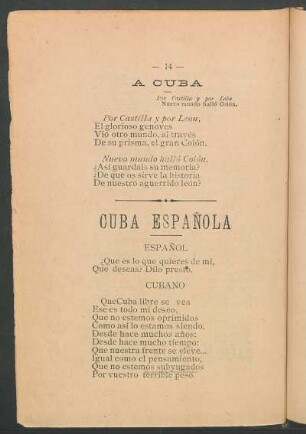 — 14 —
A CUBA
Por Castilla y por León
Nuevo mundo halló Colón.
Por Castilla y por Leon,
El glorioso genoves
Vió otro mundo, al través
De su prisma, el gran Colón.
Nuevo mundo halló Colón.
¿Asi guardais su memoria?
¿De que os sirve la historia
De nuestro aguerrido león?
CUBA ESPAÑOLA
ESPAÑOL
¿Que es lo que quieres de mí,
Que deseas? Dilo presto.
CUBANO
QueCuba libre se vea
Ese es todo mi deseo,
Que no estemos oprimidos
Como así lo estamos siendo.
Desde hace muchos años:
Desde hace mucho tiempo:
Que nuestra frente se eleve...
Igual como el pensamiento,
Que no estemos subyugados
Por vuestro terrible peso